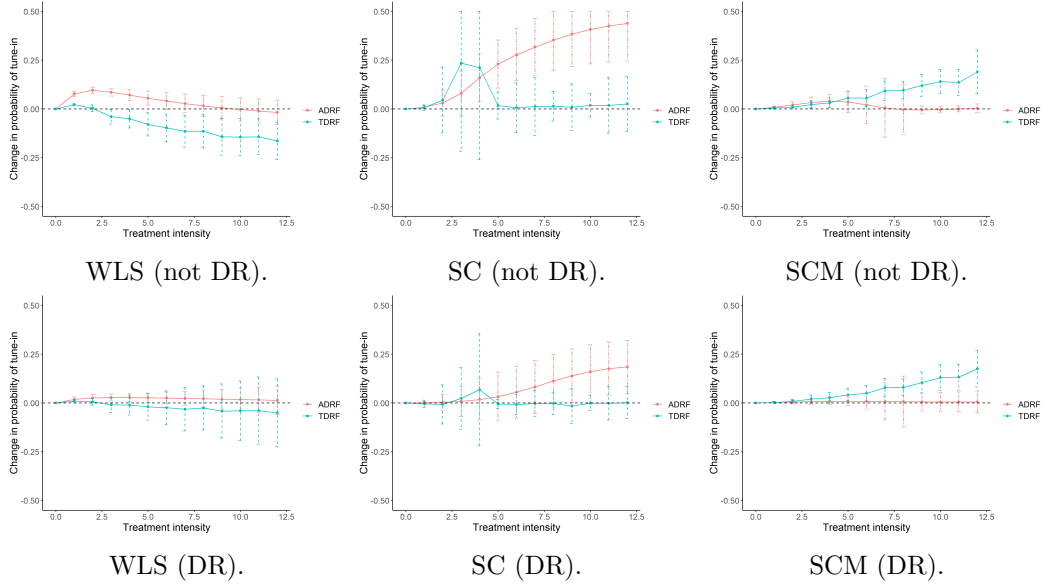 Change in probability of tune-in
0.50
0.25
0.00
-0.25
-0.50
0.0 2.5 5.0 7.5 10.0 12.5
Treatment intensity
ADRF
TDRF
WLS (not DR).
Change in probability of tune-in
0.50
0.25
0.00
-0.25
-0.50
0.0 2.5 5.0 7.5 10.0 12.5
Treatment intensity
ADRF
TDRF
SC (not DR).
Change in probability of tune-in
0.50
0.25
0.00
-0.25
-0.50
0.0 2.5 5.0 7.5 10.0 12.5
Treatment intensity
ADRF
TDRF
SCM (not DR).
Change in probability of tune-in
0.50
0.25
0.00
-0.25
-0.50
0.0 2.5 5.0 7.5 10.0 12.5
Treatment intensity
ADRF
TDRF
WLS (DR).
Change in probability of tune-in
0.50
0.25
0.00
-0.25
-0.50
0.0 2.5 5.0 7.5 10.0 12.5
Treatment intensity
ADRF
TDRF
SC (DR).
Change in probability of tune-in
0.50
0.25
0.00
-0.25
-0.50
0.0 2.5 5.0 7.5 10.0 12.5
Treatment intensity
ADRF
TDRF
SCM (DR).